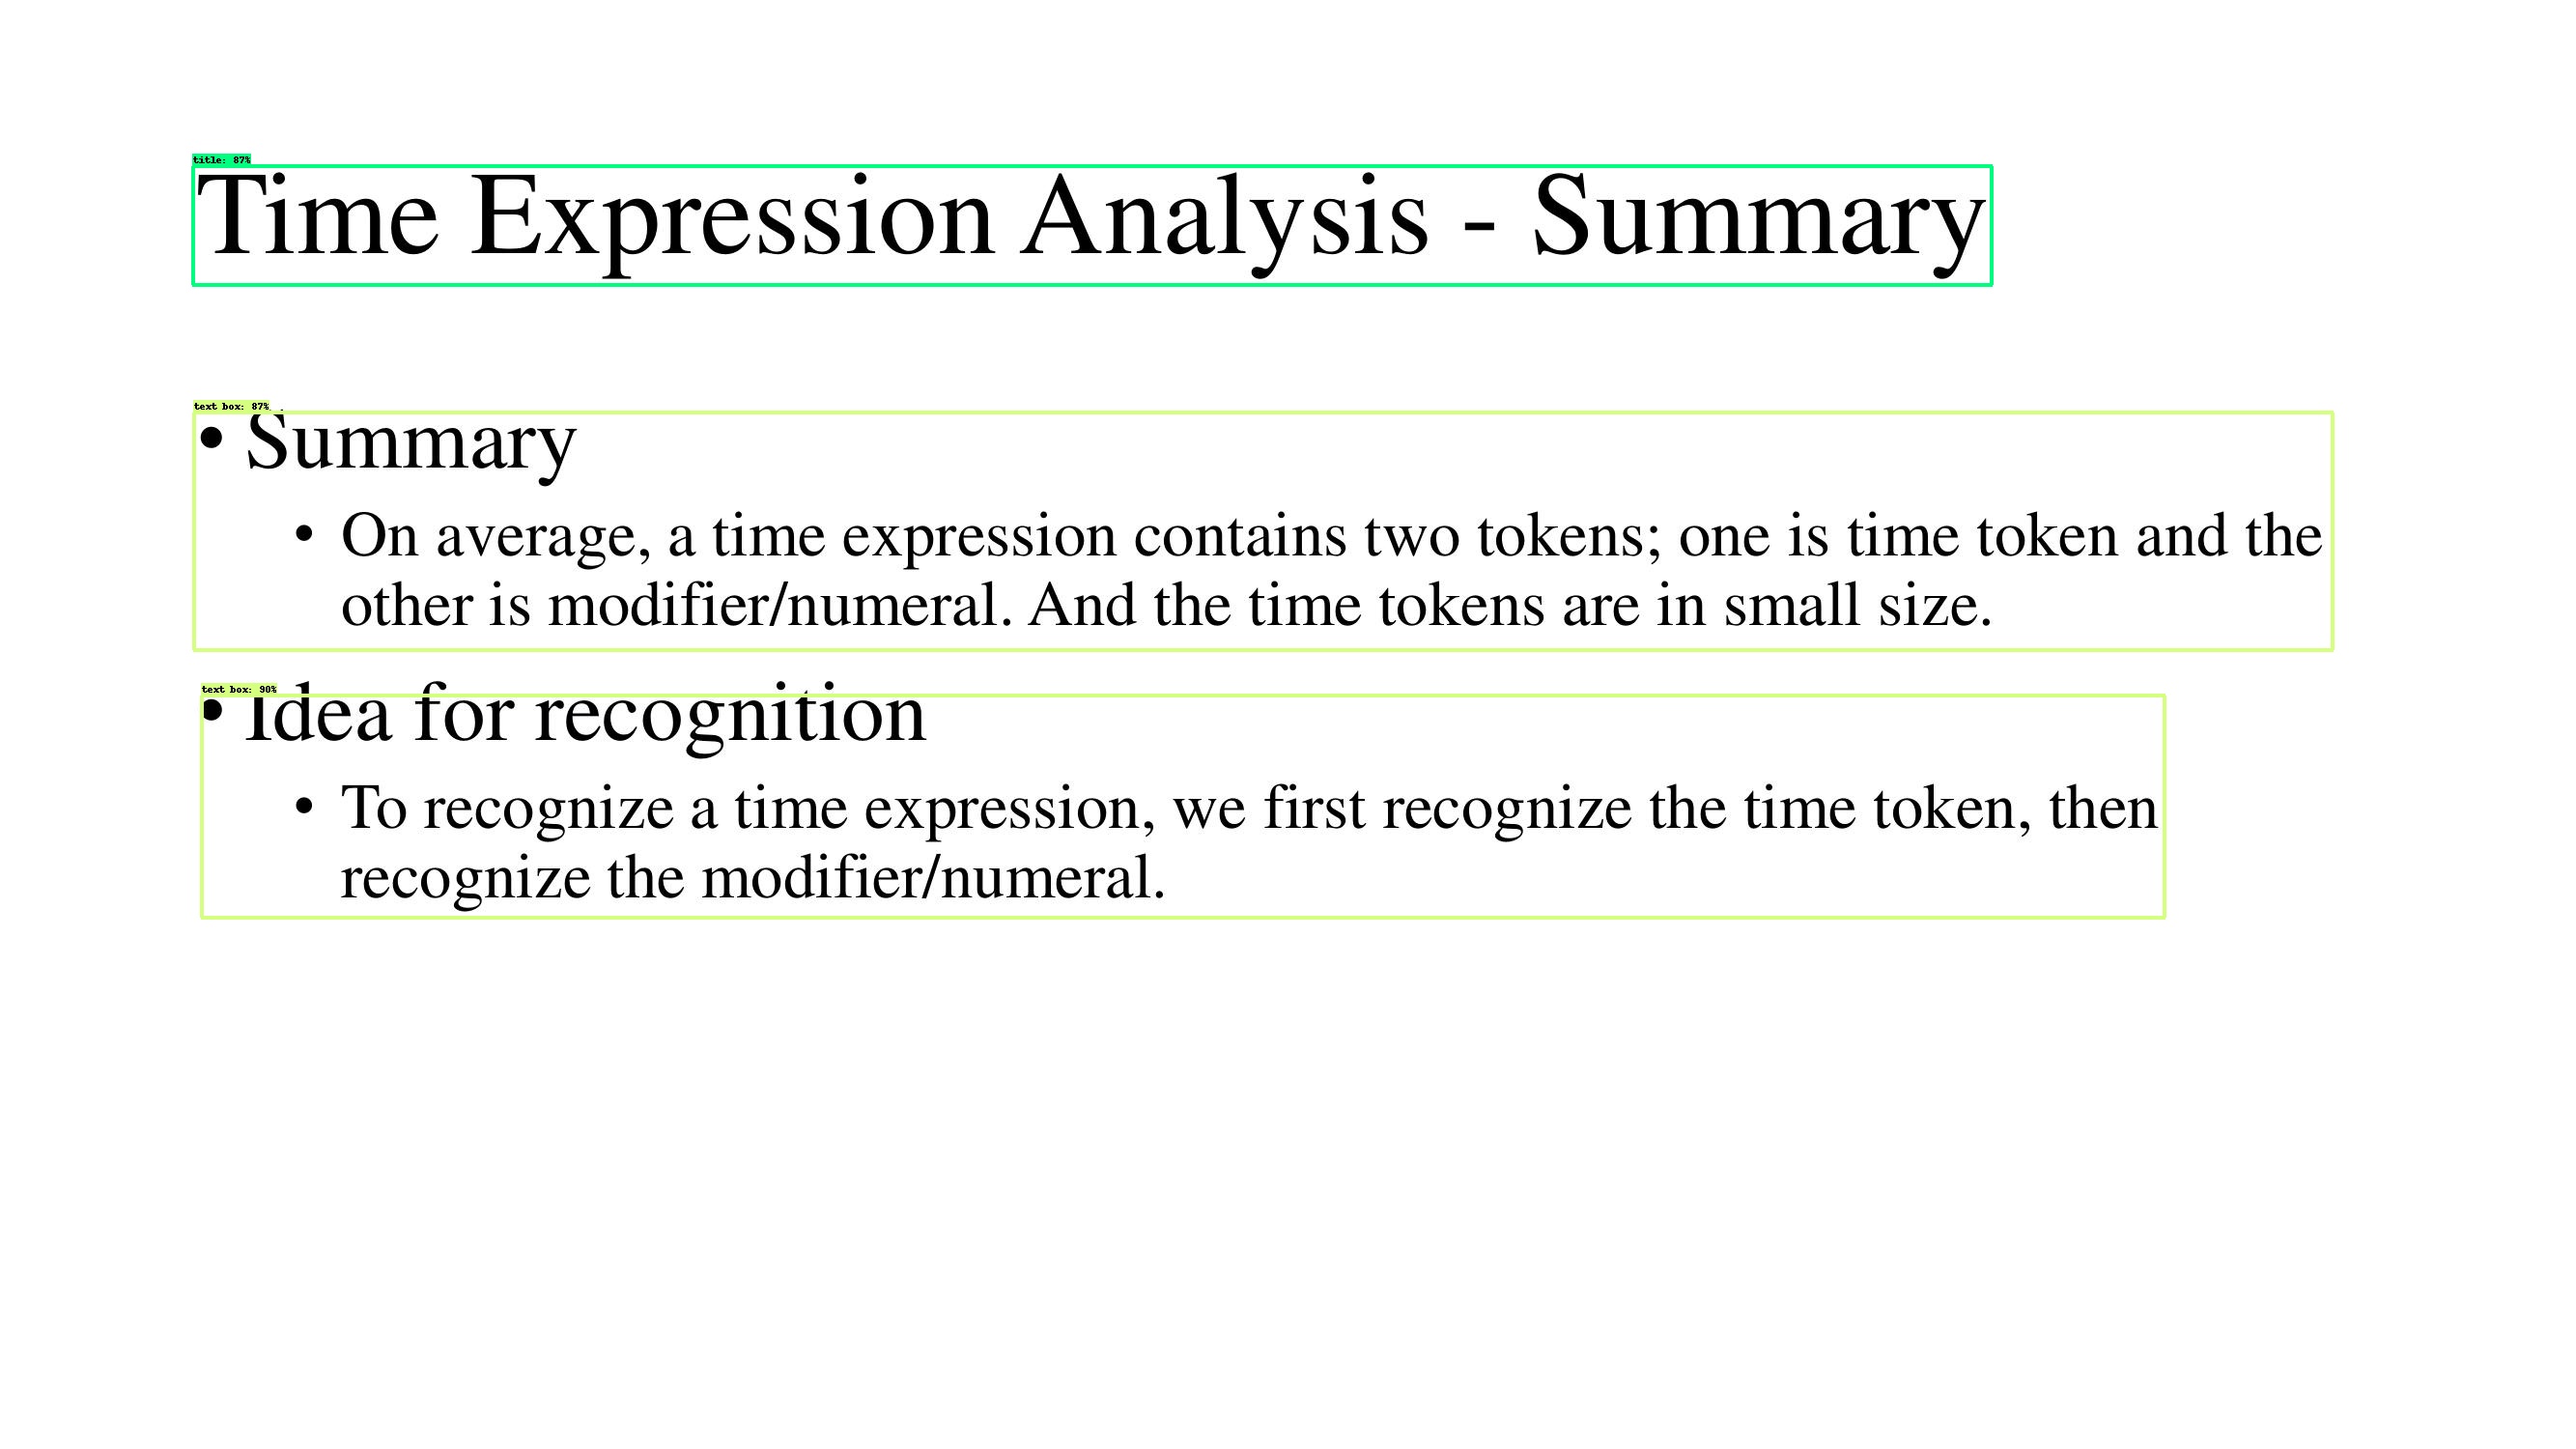 title: 87%
Time Expression Analysis - Summary
text box: 87%
• Summary
• On average, a time expression contains two tokens; one is time token and the
other is modifier/numeral. And the time tokens are in small size.
text box: 90%
• Idea for recognition
• To recognize a time expression, we first recognize the time token, then
recognize the modifier/numeral.